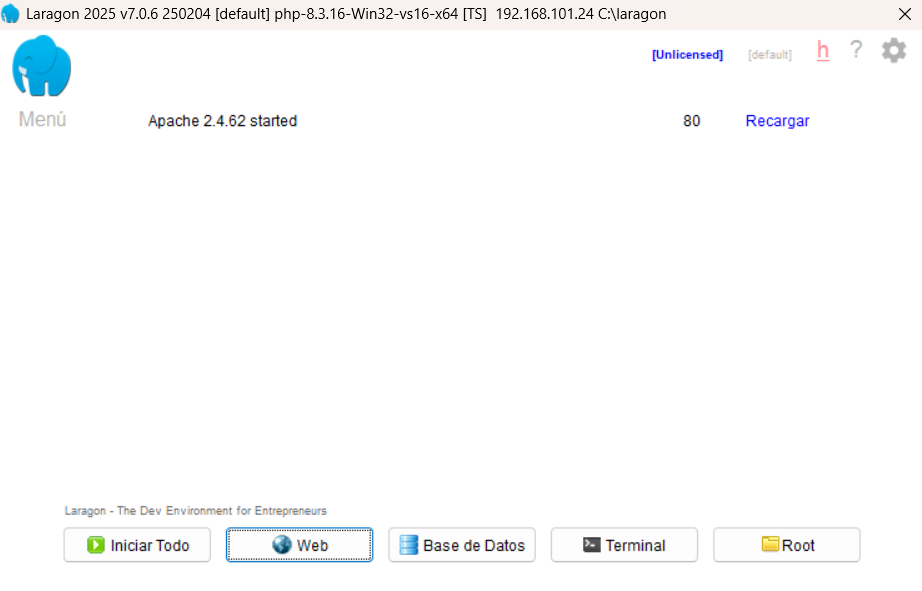 Laragon 2025 v7.0.6 250204 [default] php-8.3.16-Win32-vs16-x64 [TS]  192.168.101.24 C:\laragon
[Unlicensed] [default] h ?
Menú
Apache 2.4.62 started 80 Recargar
Laragon - The Dev Environment for Entrepreneurs
Iniciar Todo Web Base de Datos Terminal Root